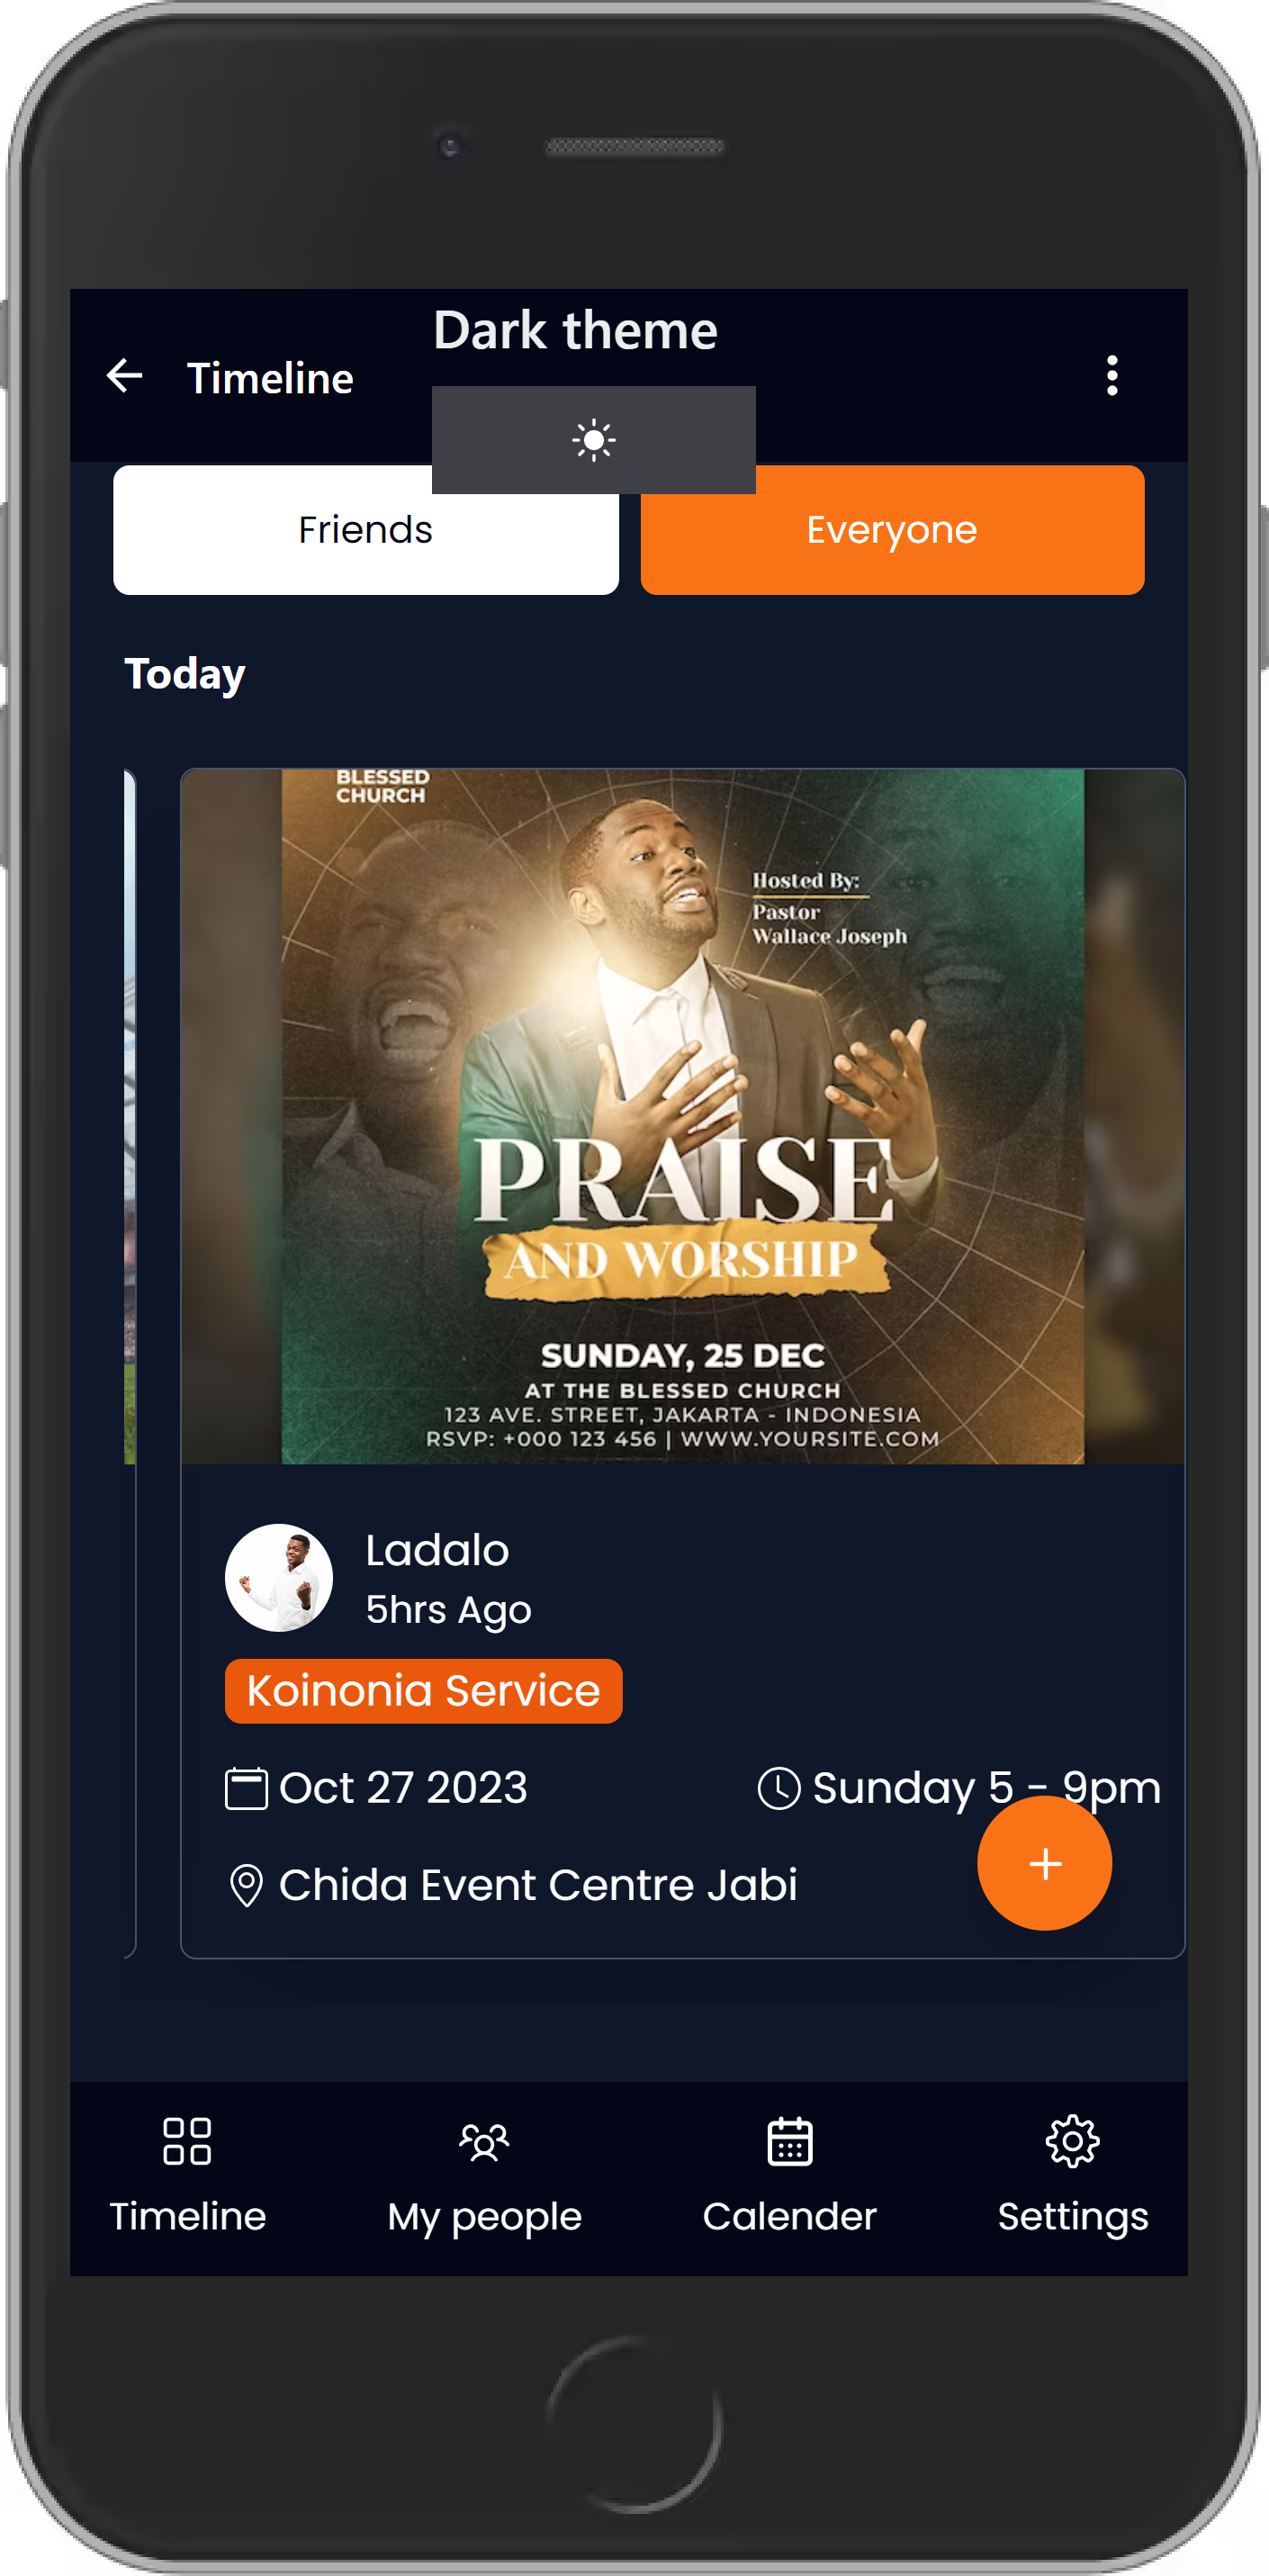 Dark theme
Timeline
Friends
Everyone
Today
BLESSED
CHURCH
Hosted By:
Pastor
Wallace Joseph
PRAISE
AND WORSHIP
SUNDAY, 25 DEC
AT THE BLESSED CHURCH
123 AVE. STREET, JAKARTA - INDONESIA
RSVP: +000 123 456 | WWW.YOURSITE.COM
Ladalo
5hrs Ago
Koinonia Service
Oct 27 2023
Sunday 5 - 9pm
Chida Event Centre Jabi
Timeline
My people
Calender
Settings